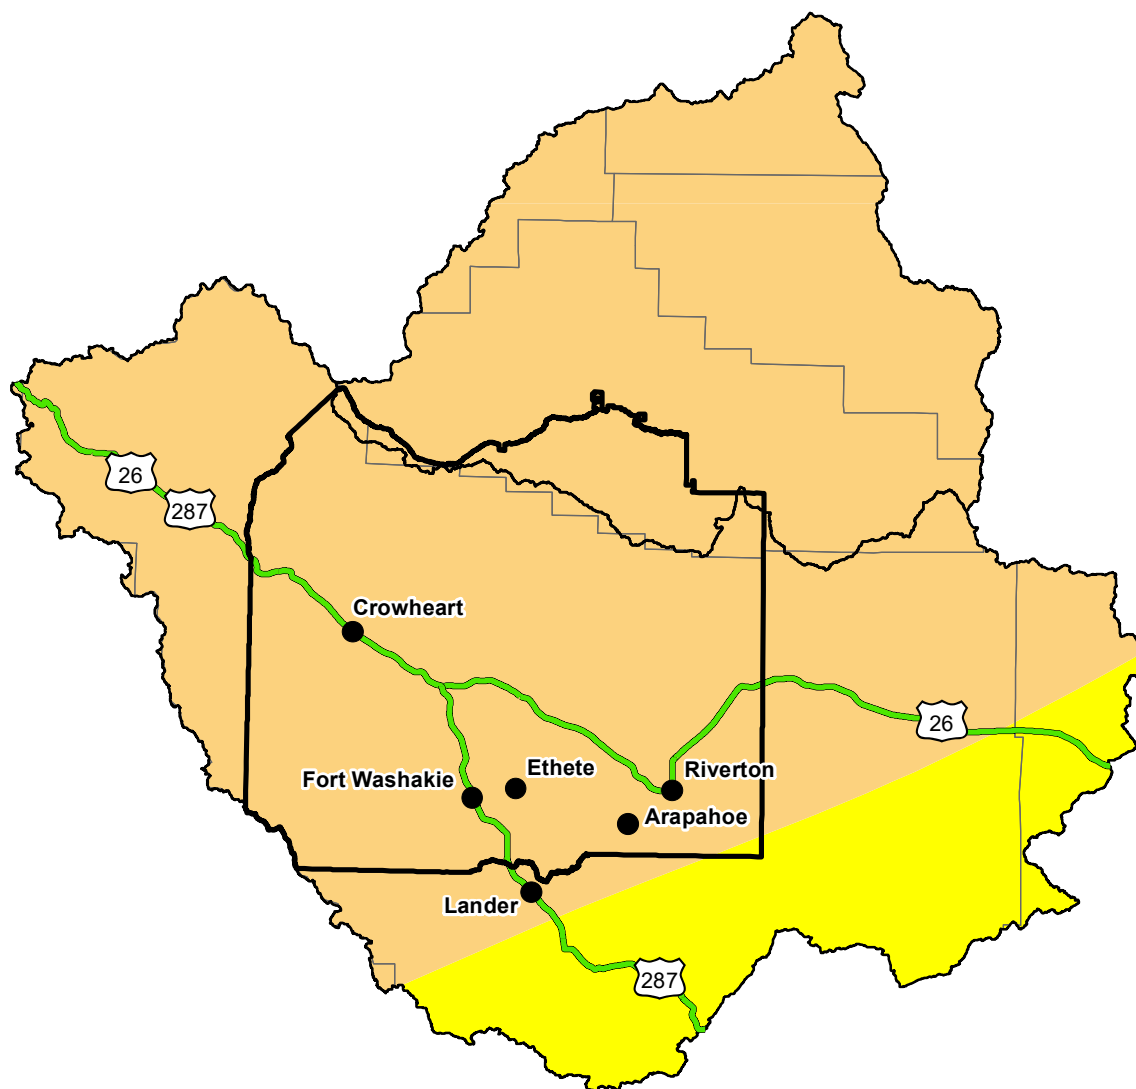 26
287
Crowheart
26
Ethete
Riverton
Fort Washakie
Arapahoe
Lander
287